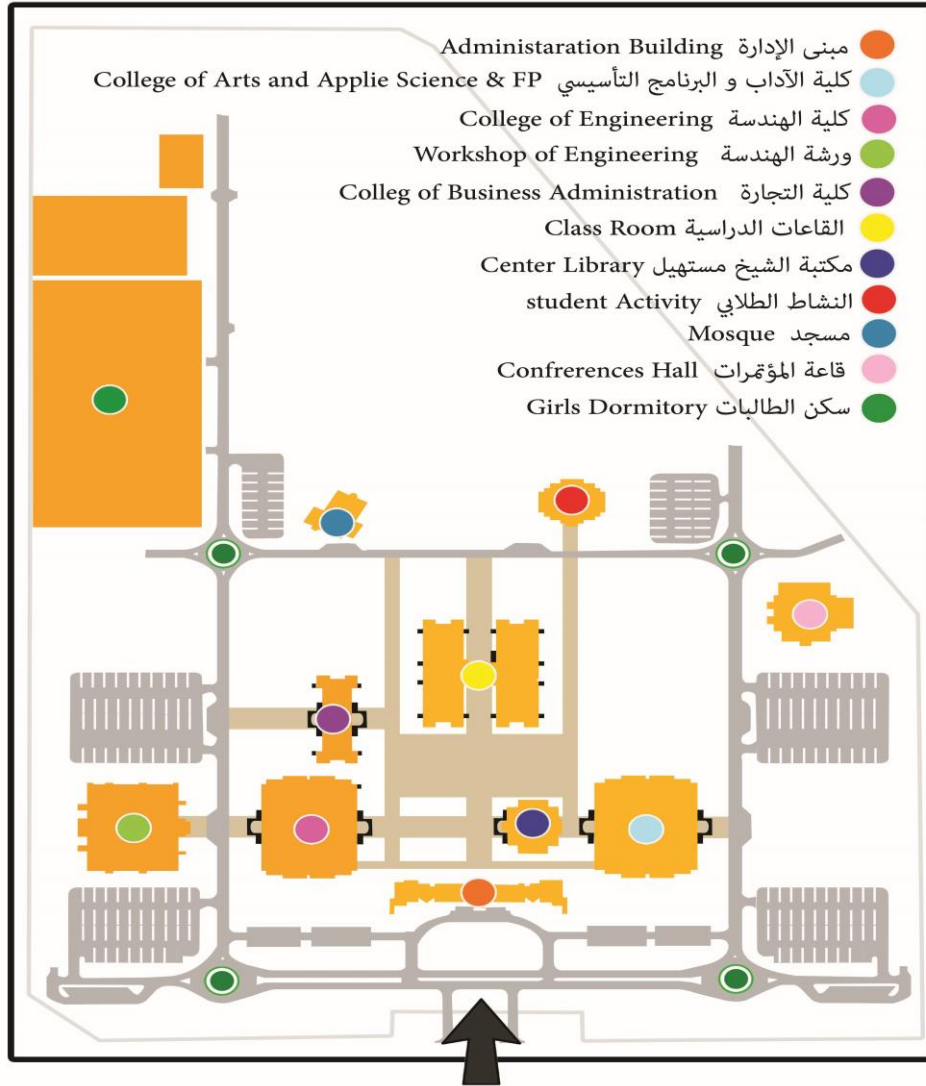 Administaration Building مبنى الإدارة
College of Arts and Applie Science & FP كلية الآداب و البرنامج التأسيسي
College of Engineering كلية الهندسة
Workshop of Engineering ورشة الهندسة
Colleg of Business Administration كلية التجارة
Class Room القاعات الدراسية
Center Library مكتبة الشيخ مستهيل
student Activity النشاط الطلابي
Mosque مسجد
Confrerences Hall قاعة المؤتمرات
Girls Dormitory سكن الطالبات